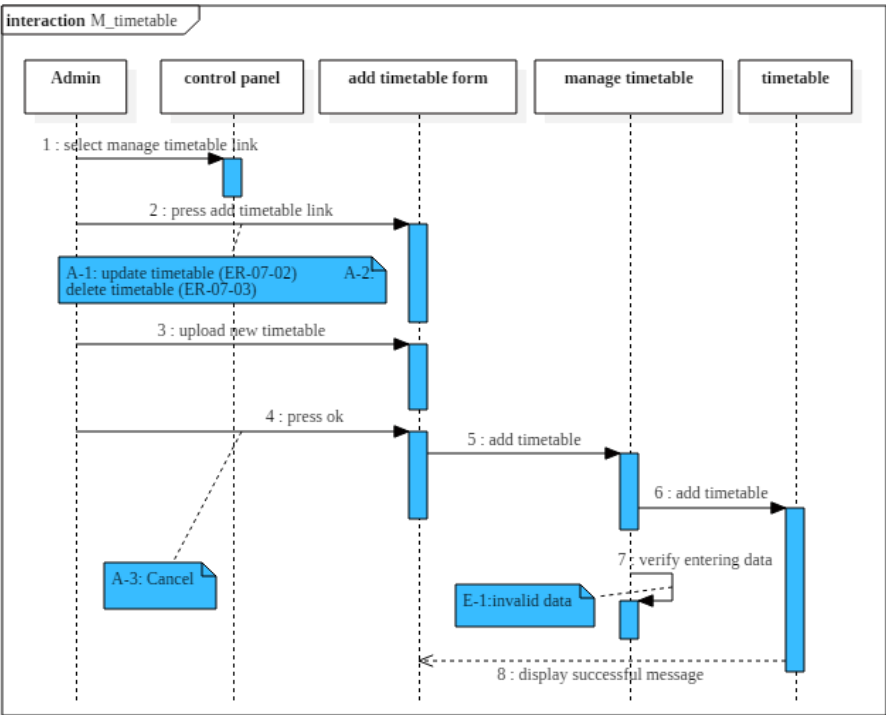 interaction M_timetable
Admin
control panel
add timetable form
manage timetable
timetable
1 : select manage timetable link
2 : press add timetable link
A-1: update timetable (ER-07-02) A-2:
delete timetable (ER-07-03)
3 : upload new timetable
4 : press ok
5 : add timetable
6 : add timetable
7 : verify entering data
A-3: Cancel
E-1:invalid data
8 : display successful message